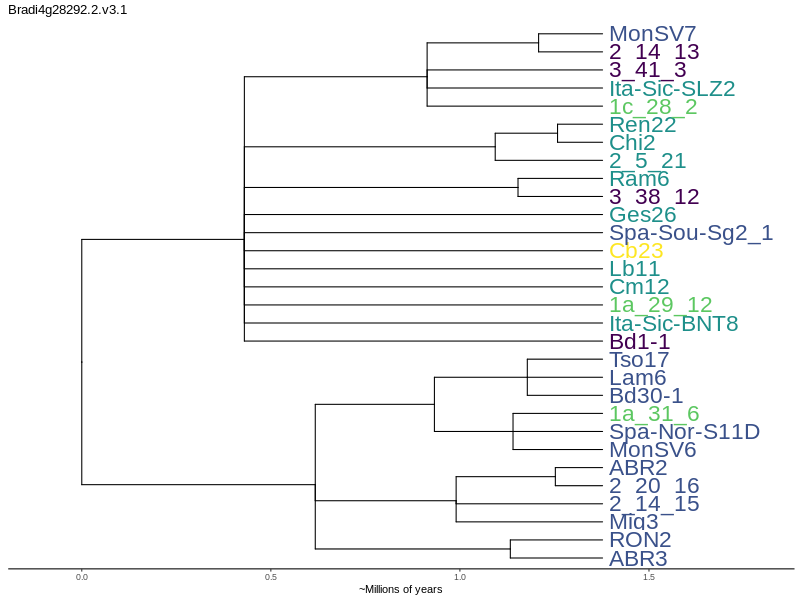 Bradi4g28292.2.v3.1
MonSV7
2_14_13
3_41_3
Ita-Sic-SLZ2
1c_28_2
Ren22
Chi2
2_5_21
Ram6
3_38_12
Ges26
Spa-Sou-Sg2_1
Cb23
Lb11
Cm12
1a_29_12
Ita-Sic-BNT8
Bd1-1
Tso17
Lam6
Bd30-1
1a_31_6
Spa-Nor-S11D
MonSV6
ABR2
2_20_16
2_14_15
Mig3
RON2
ABR3
0.0 0.5 1.0 1.5
~Millions of years